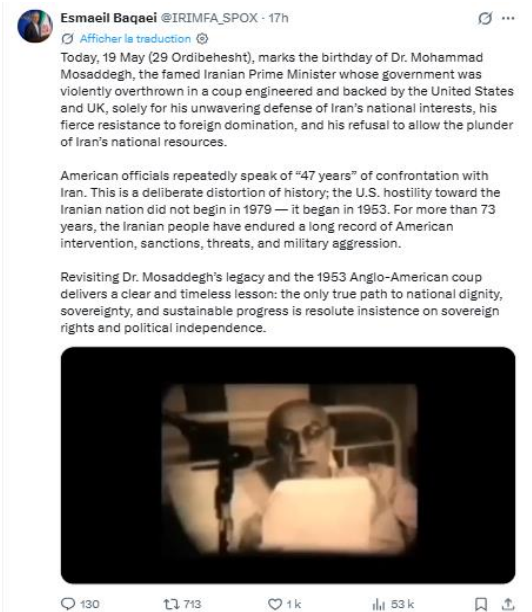 Esmaeil Baqaei @IRIMFA_SPOX · 17h
Afficher la traduction
Today, 19 May (29 Ordibehesht), marks the birthday of Dr. Mohammad
Mosaddegh, the famed Iranian Prime Minister whose government was
violently overthrown in a coup engineered and backed by the United States
and UK, solely for his unwavering defense of Iran's national interests, his
fierce resistance to foreign domination, and his refusal to allow the plunder
of Iran's national resources.
American officials repeatedly speak of “47 years” of confrontation with
Iran. This is a deliberate distortion of history; the U.S. hostility toward the
Iranian nation did not begin in 1979 — it began in 1953. For more than 73
years, the Iranian people have endured a long record of American
intervention, sanctions, threats, and military aggression.
Revisiting Dr. Mosaddegh's legacy and the 1953 Anglo-American coup
delivers a clear and timeless lesson: the only true path to national dignity,
sovereignty, and sustainable progress is resolute insistence on sovereign
rights and political independence.
130 713 1 k 53 k